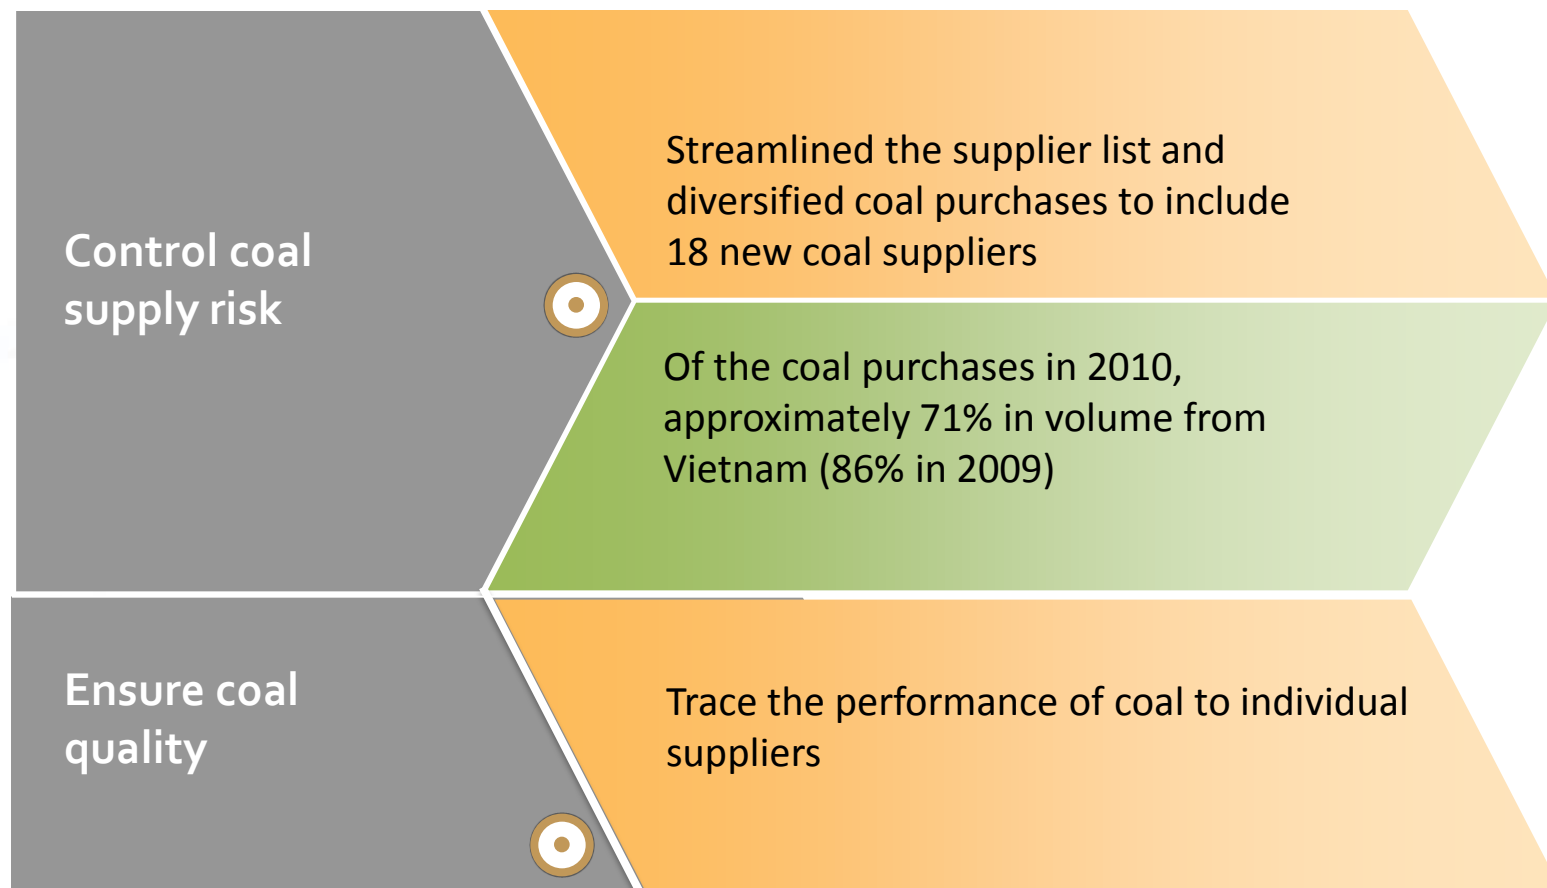 Control coal
supply risk
Streamlined the supplier list and
diversified coal purchases to include
18 new coal suppliers
Of the coal purchases in 2010,
approximately 71% in volume from
Vietnam (86% in 2009)
Ensure coal
quality
Trace the performance of coal to individual
suppliers